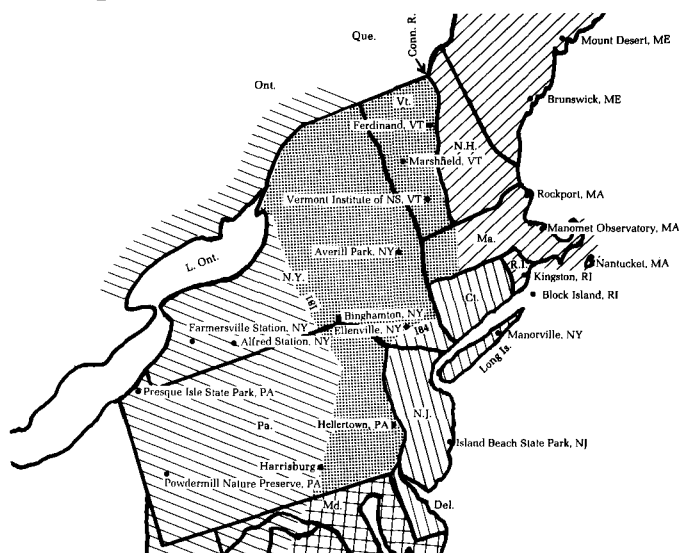 Que.
Conn. R.
Mount Desert, ME
Ont.
Brunswick, ME
Vt.
Ferdinand, VT
N.H.
Marshfield, VT
Vermont Institute of NS, VT
Rockport, MA
Manomet Observatory, MA
Ma.
Averill Park, NY
L. Ont.
R.I.
Nantucket, MA
Kingston, RI
N.Y.
I81
Ct.
Block Island, RI
Binghamton, NY
Farmersville Station, NY
Ellenville, NY
I84
Manorville, NY
Alfred Station, NY
Long Is.
Presque Isle State Park, PA
N.J.
Pa.
Hellertown, PA
Island Beach State Park, NJ
Harrisburg
Powdermill Nature Preserve, PA
Md.
Del.